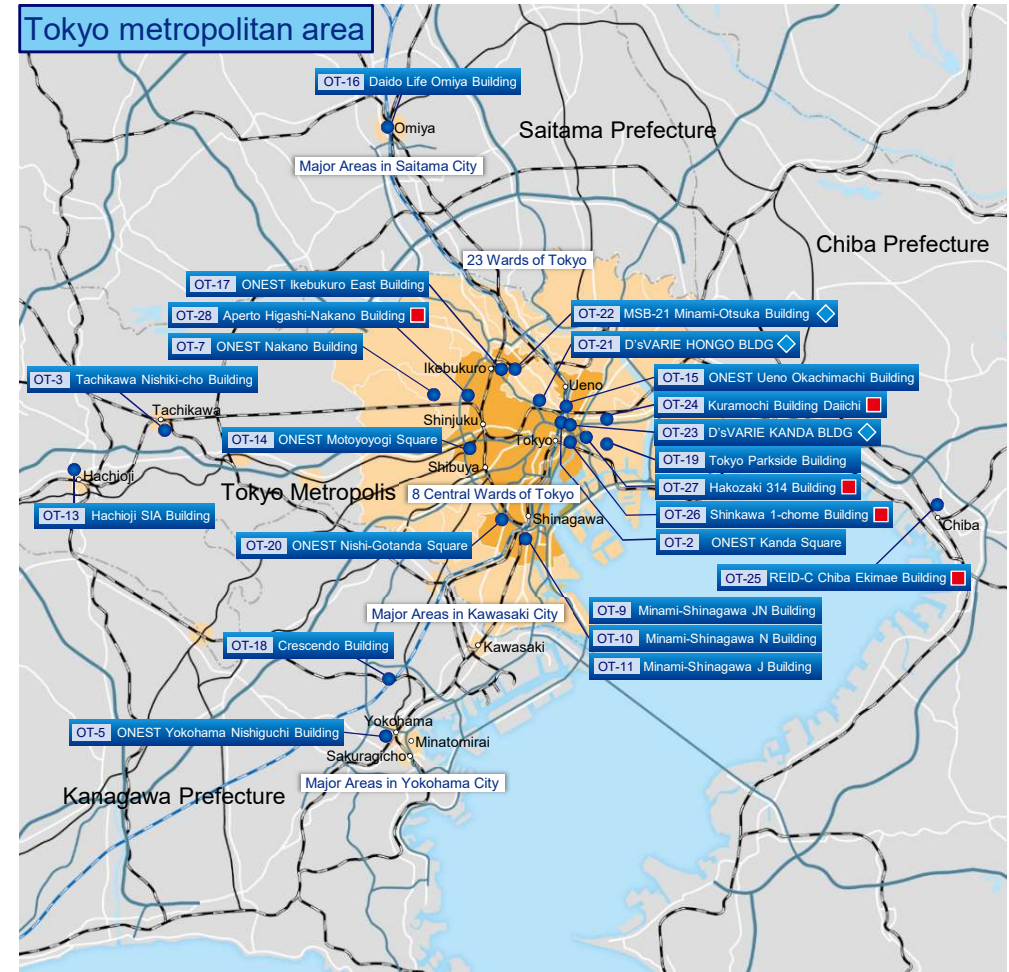 Tokyo metropolitan area
OT-16 Daido Life Omiya Building
Omiya
Saitama Prefecture
Major Areas in Saitama City
Chiba Prefecture
23 Wards of Tokyo
OT-17 ONEST Ikebukuro East Building
OT-28 Aperto Higashi-Nakano Building
OT-7 ONEST Nakano Building
OT-22 MSB-21 Minami-Otsuka Building
OT-21 D'sVARIE HONGO BLDG
Ikebukuro
Ueno
OT-3 Tachikawa Nishiki-cho Building
OT-15 ONEST Ueno Okachimachi Building
OT-24 Kuramochi Building Daiichi
Tachikawa
Shinjuku
OT-23 D'sVARIE KANDA BLDG
OT-14 ONEST Motoyoyogi Square
Tokyo
OT-19 Tokyo Parkside Building
Shibuya
Hachioji
OT-27 Hakozaki 314 Building
Tokyo Metropolis
8 Central Wards of Tokyo
OT-13 Hachioji SIA Building
OT-26 Shinkawa 1-chome Building
Shinagawa
Chiba
OT-20 ONEST Nishi-Gotanda Square
OT-2 ONEST Kanda Square
OT-25 REID-C Chiba Ekimae Building
Major Areas in Kawasaki City
OT-9 Minami-Shinagawa JN Building
OT-10 Minami-Shinagawa N Building
OT-11 Minami-Shinagawa J Building
OT-18 Crescendo Building
Kawasaki
Yokohama
OT-5 ONEST Yokohama Nishiguchi Building
Minatomirai
Sakuragicho
Major Areas in Yokohama City
Kanagawa Prefecture